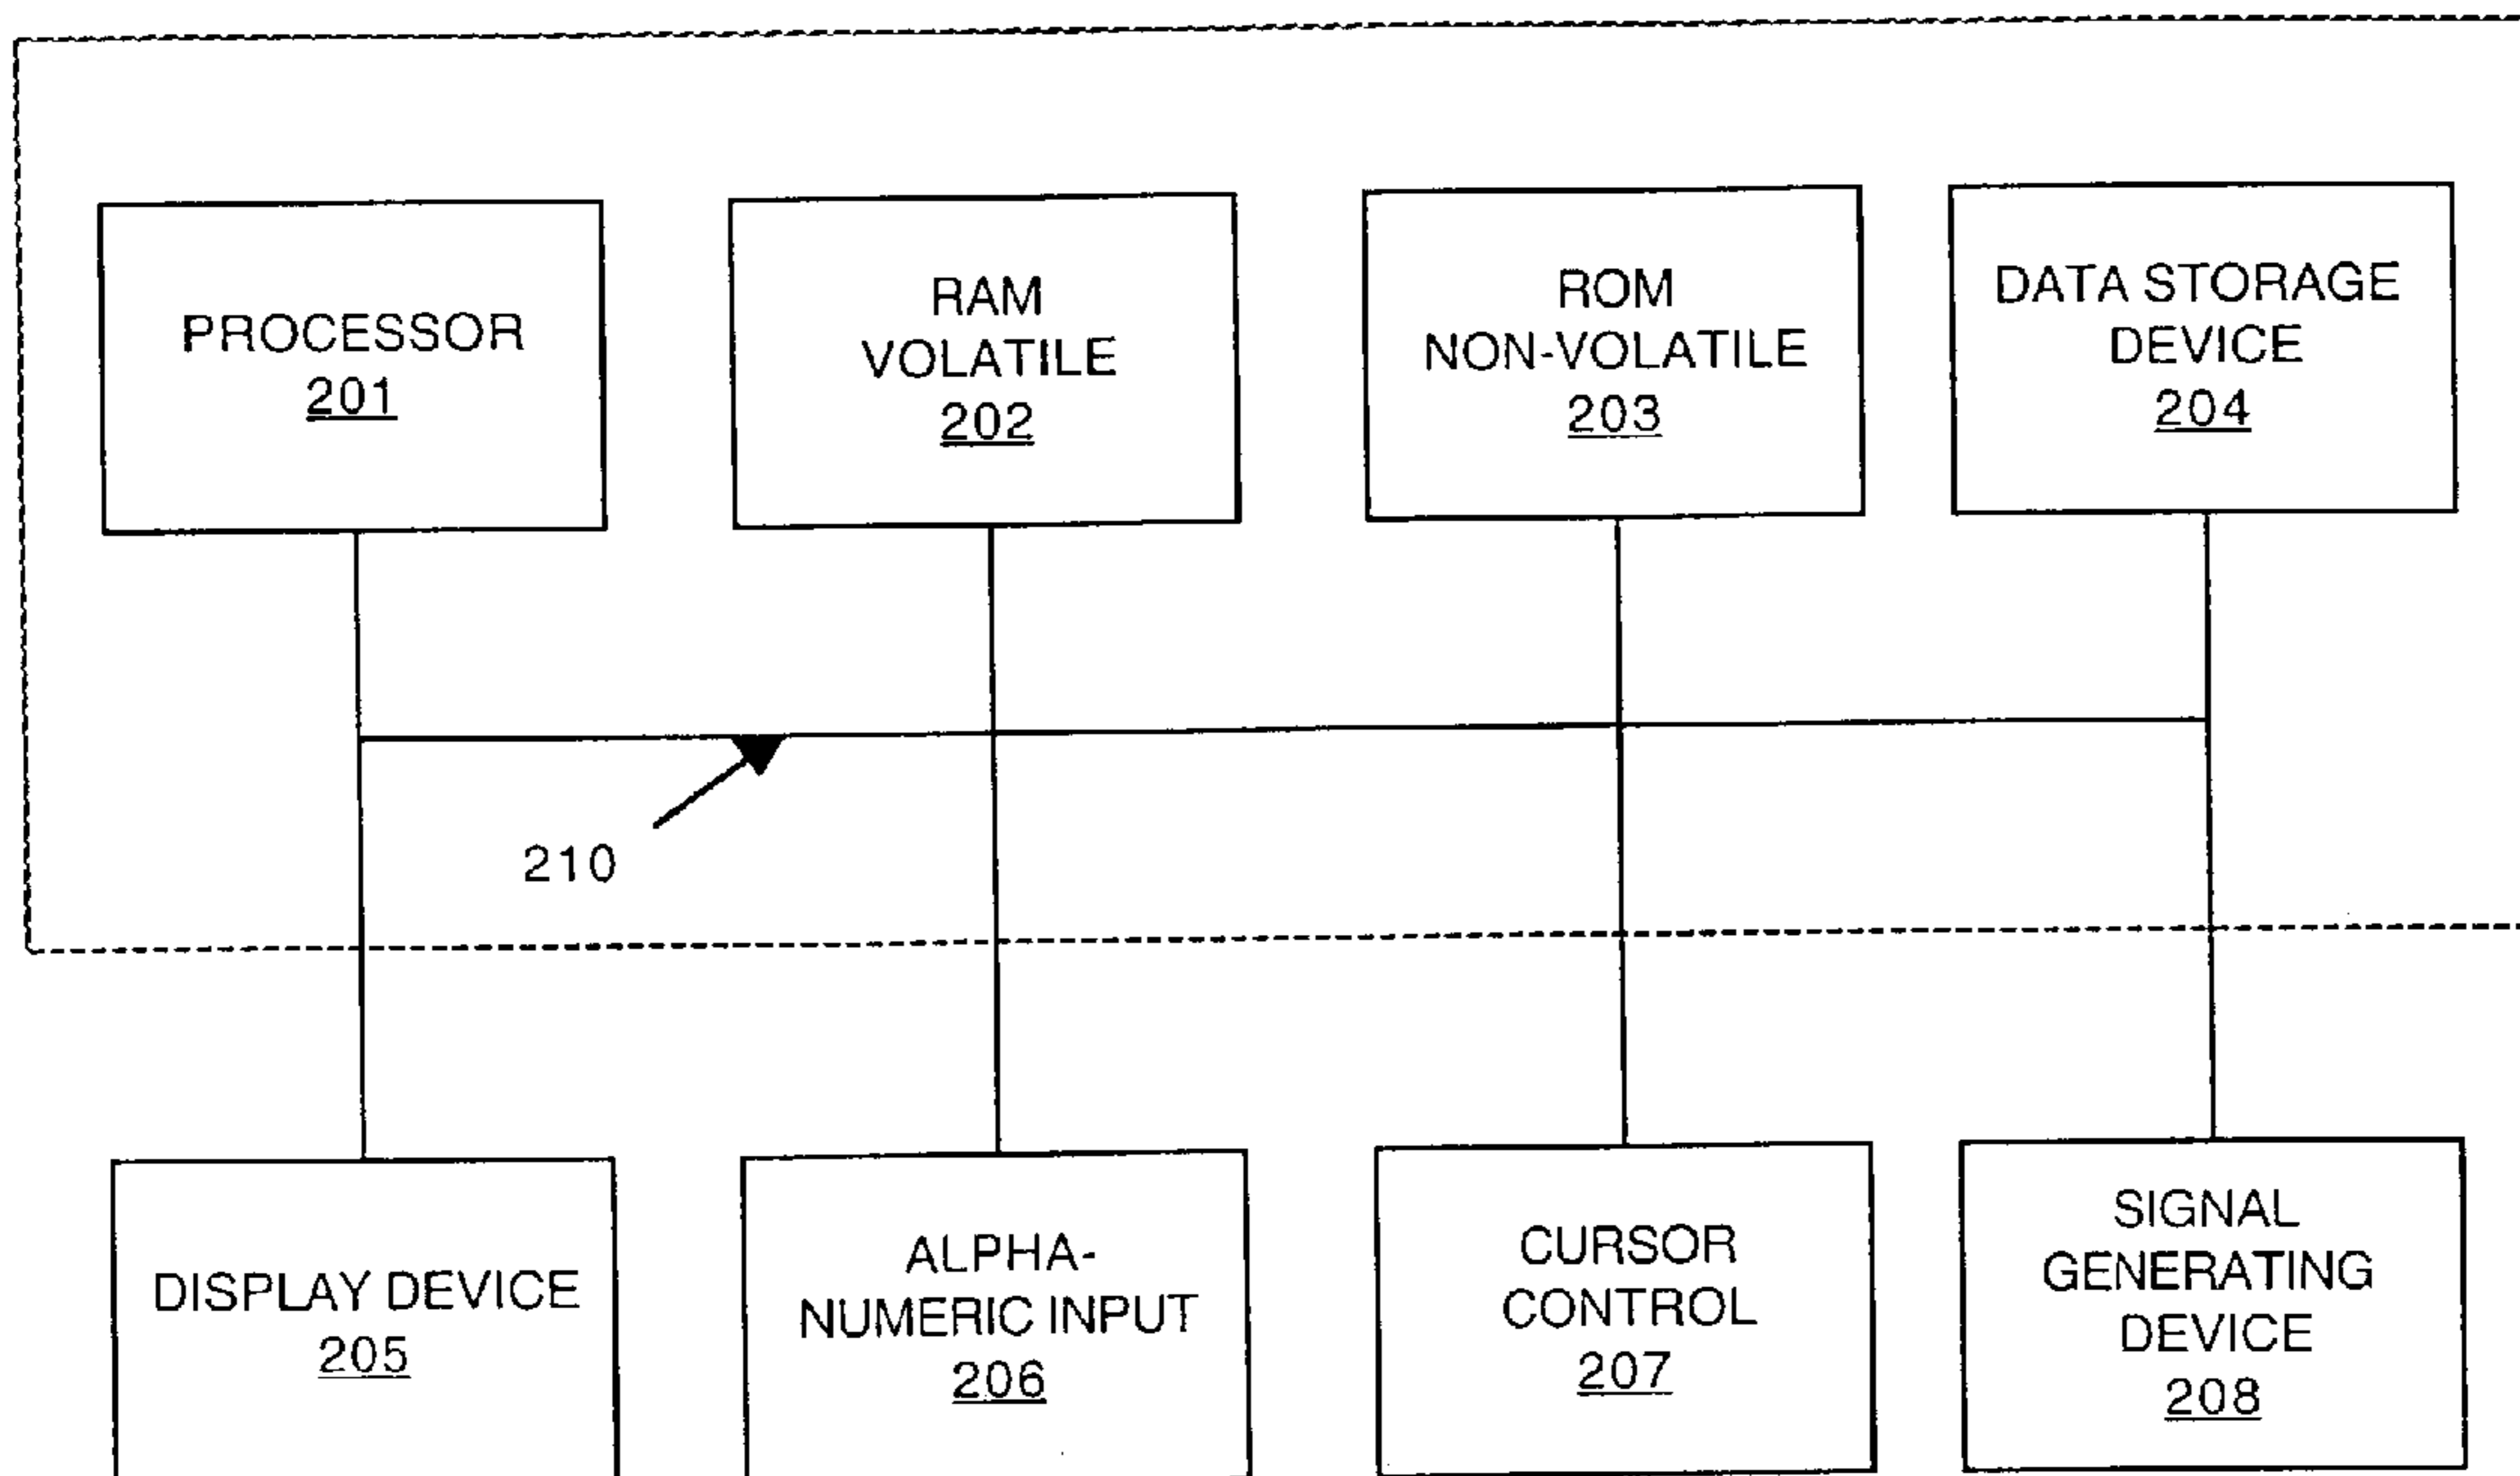 PROCESSOR
201
RAM
VOLATILE
202
ROM
NON-VOLATILE
203
DATA STORAGE
DEVICE
204
210
DISPLAY DEVICE
205
ALPHA-
NUMERIC INPUT
206
CURSOR
CONTROL
207
SIGNAL
GENERATING
DEVICE
208